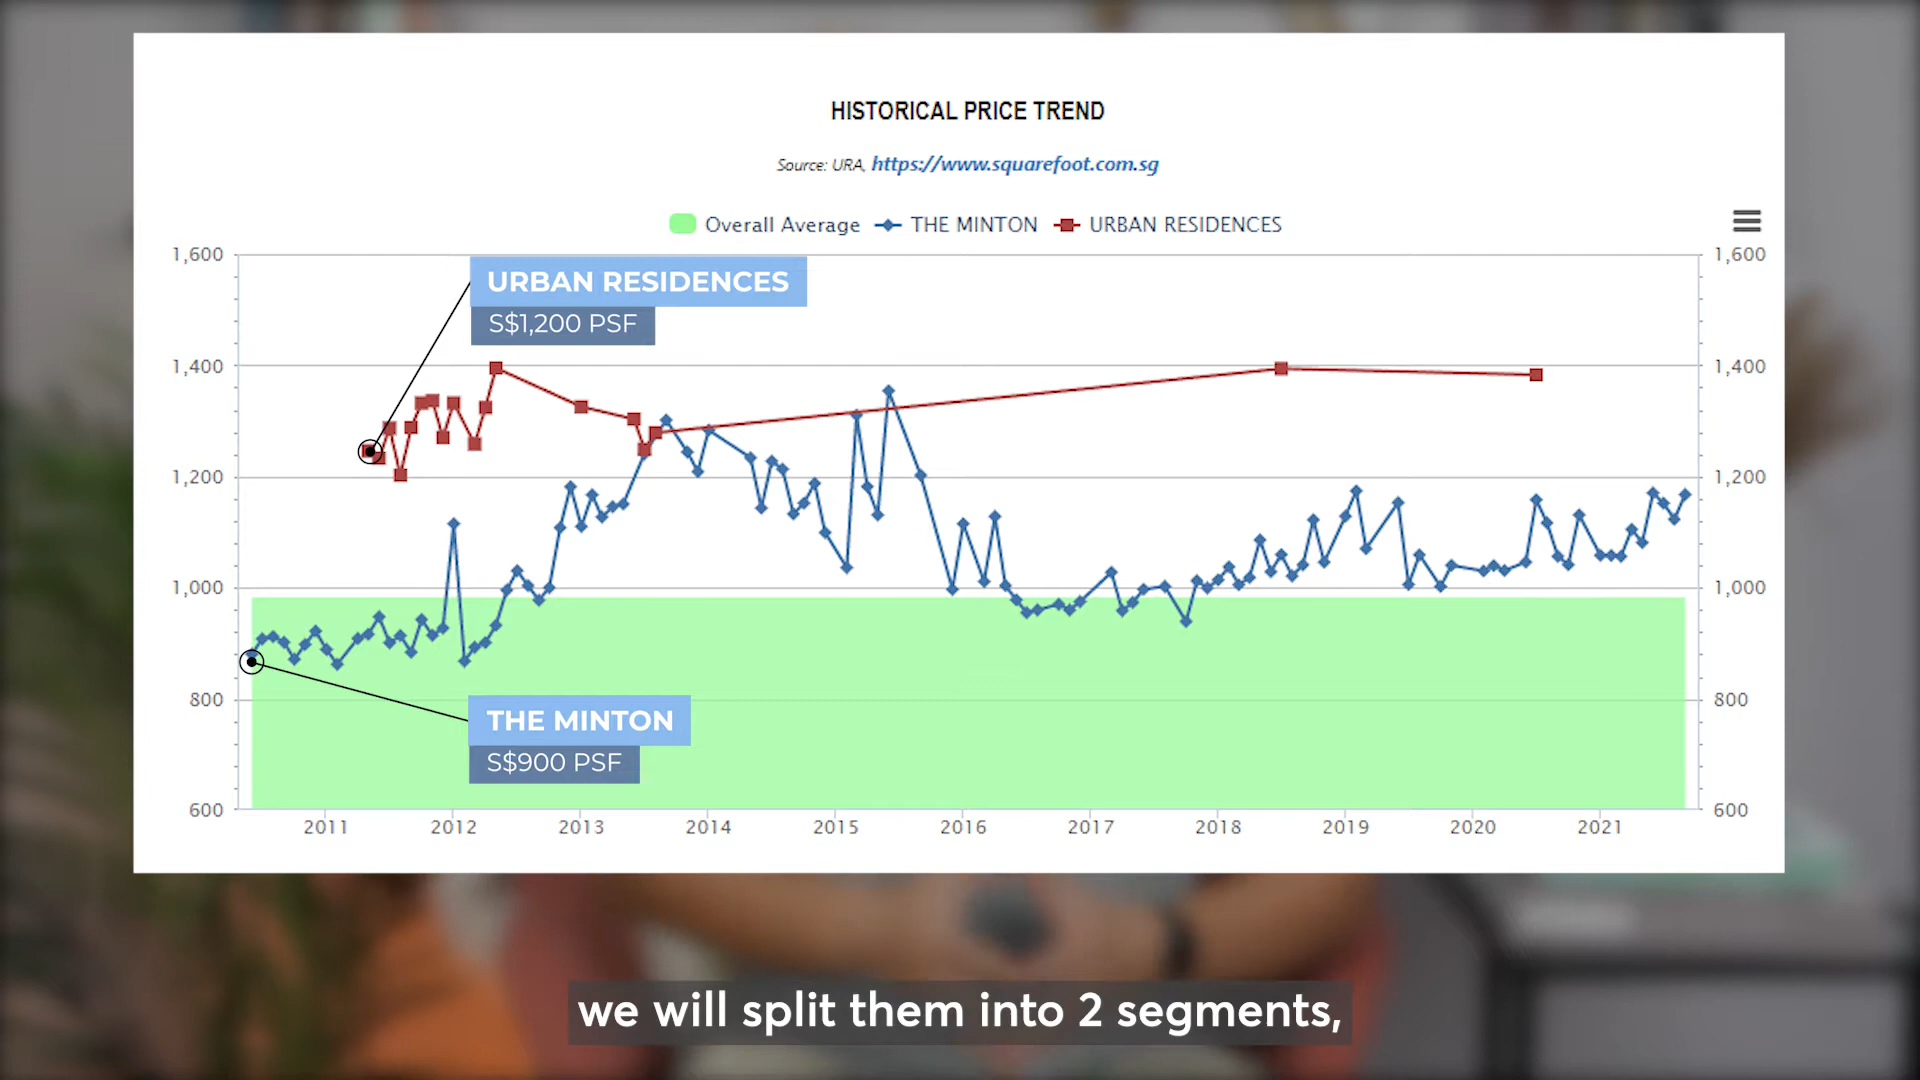 HISTORICAL PRICE TREND
Source: URA, https://www.squarefoot.com.sg
Overall Average THE MINTON URBAN RESIDENCES
1,600 1,600
URBAN RESIDENCES
S$1,200 PSF
1,400 1,400
1,200 1,200
1,000 1,000
800 800
THE MINTON
S$900 PSF
600 600
2011 2012 2013 2014 2015 2016 2017 2018 2019 2020 2021
we will split them into 2 segments,